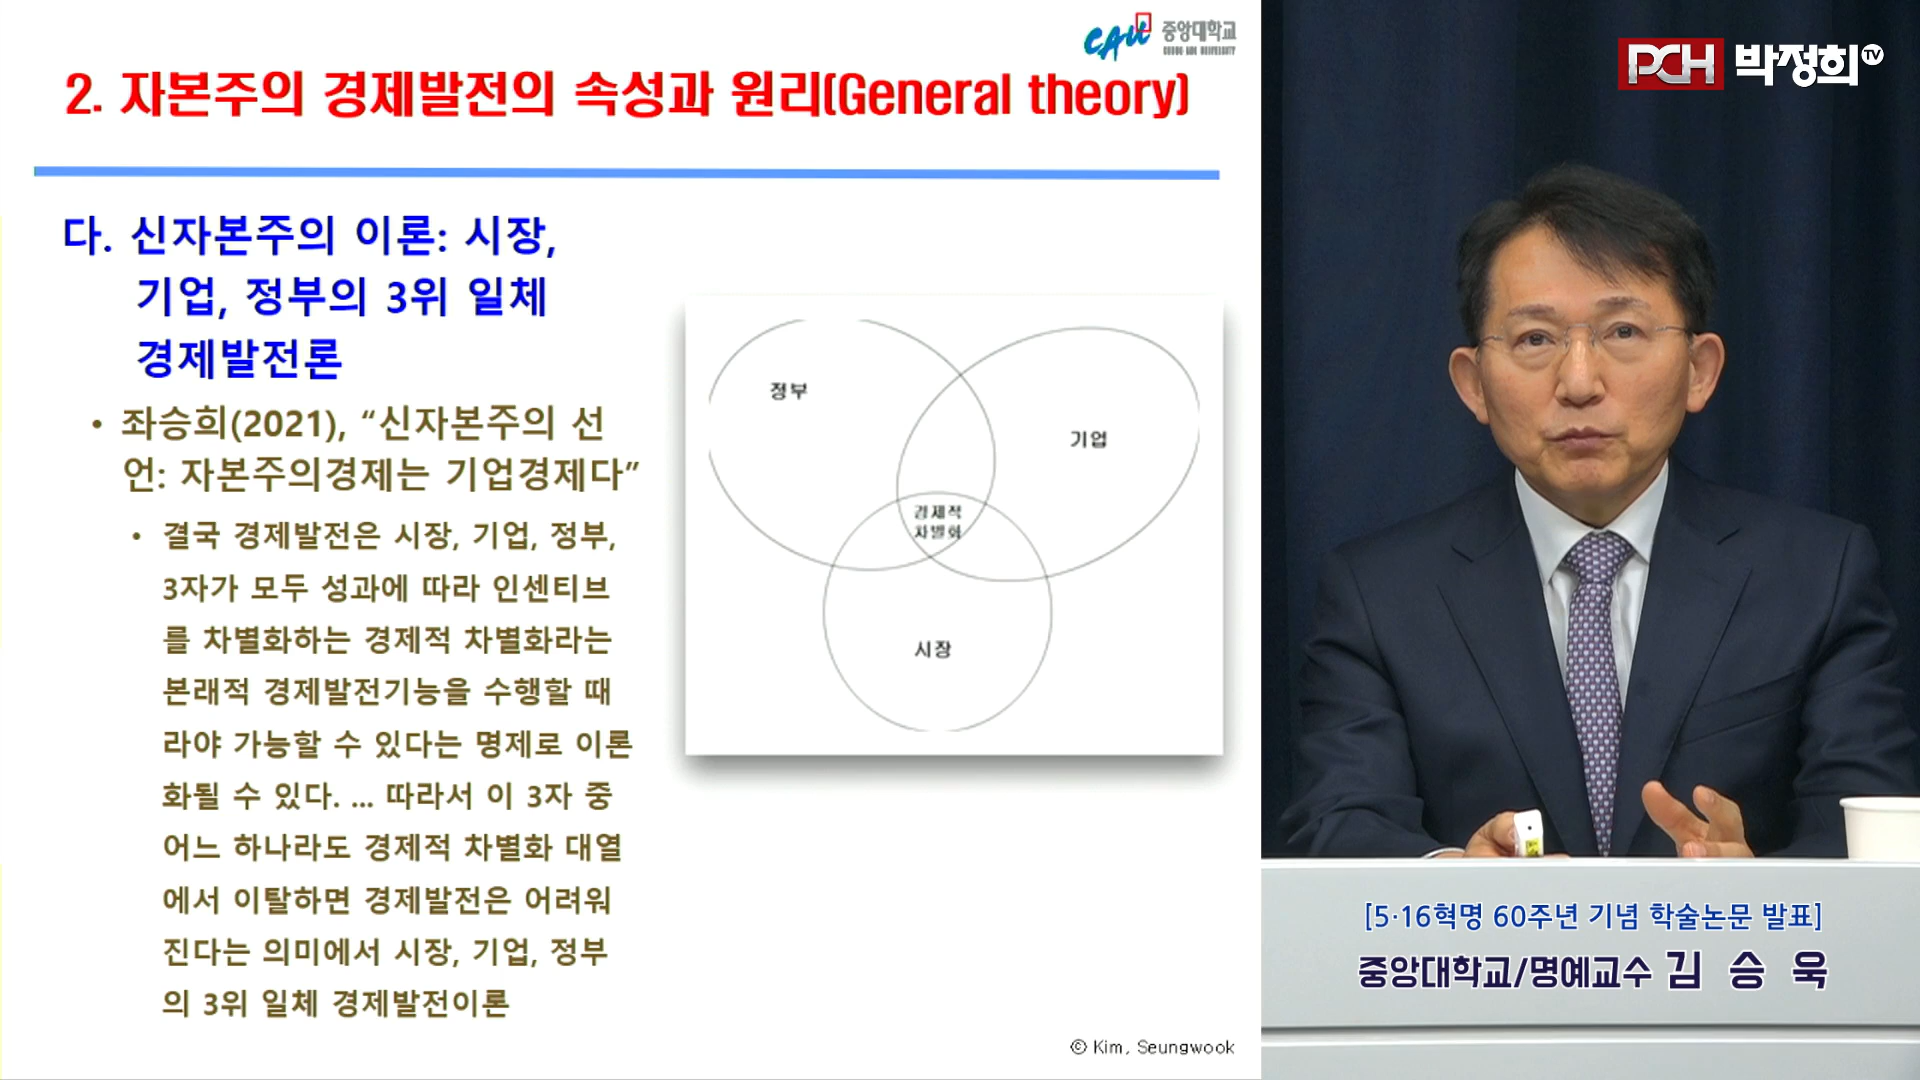 CAU 중앙대학교
CHUNG-ANG UNIVERSITY
2. 자본주의 경제발전의 속성과 원리(General theory)
다. 신자본주의 이론: 시장,
기업, 정부의 3위 일체
경제발전론
• 좌승희(2021), “신자본주의 선
언: 자본주의경제는 기업경제다”
• 결국 경제발전은 시장, 기업, 정부,
3자가 모두 성과에 따라 인센티브
를 차별화하는 경제적 차별화라는
본래적 경제발전기능을 수행할 때
라야 가능할 수 있다는 명제로 이론
화될 수 있다. ... 따라서 이 3자 중
어느 하나라도 경제적 차별화 대열
에서 이탈하면 경제발전은 어려워
진다는 의미에서 시장, 기업, 정부
의 3위 일체 경제발전이론
정부
기업
경제적
차별화
시장
© Kim, Seungwook
PCH 박정희TV
[5·16혁명 60주년 기념 학술논문 발표]
중앙대학교/명예교수 김 승 욱